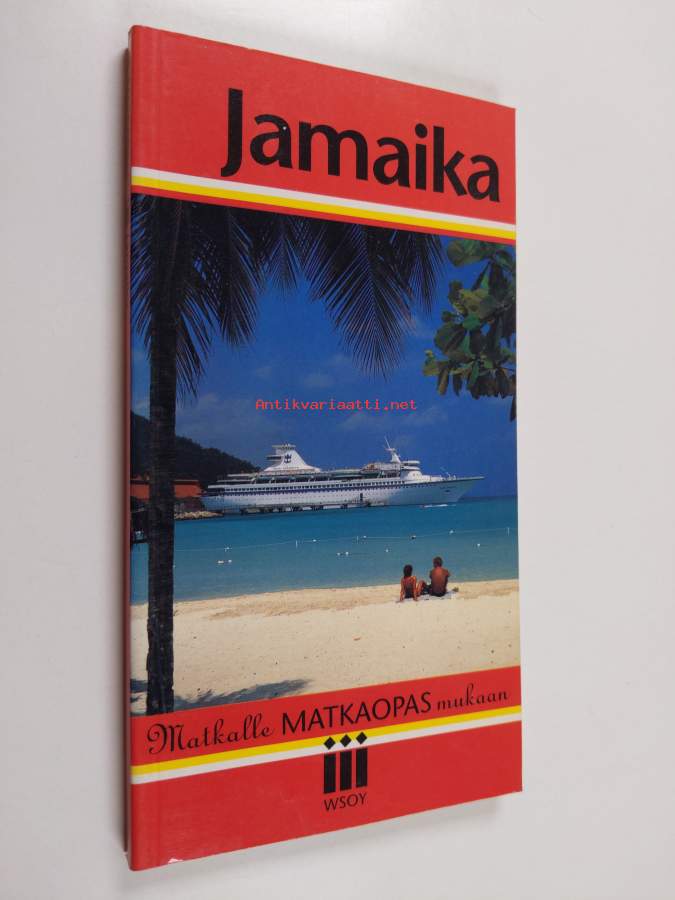 Jamaika
Antikvariaatti.net
Matkalle MATKAOPAS mukaan
WSOY